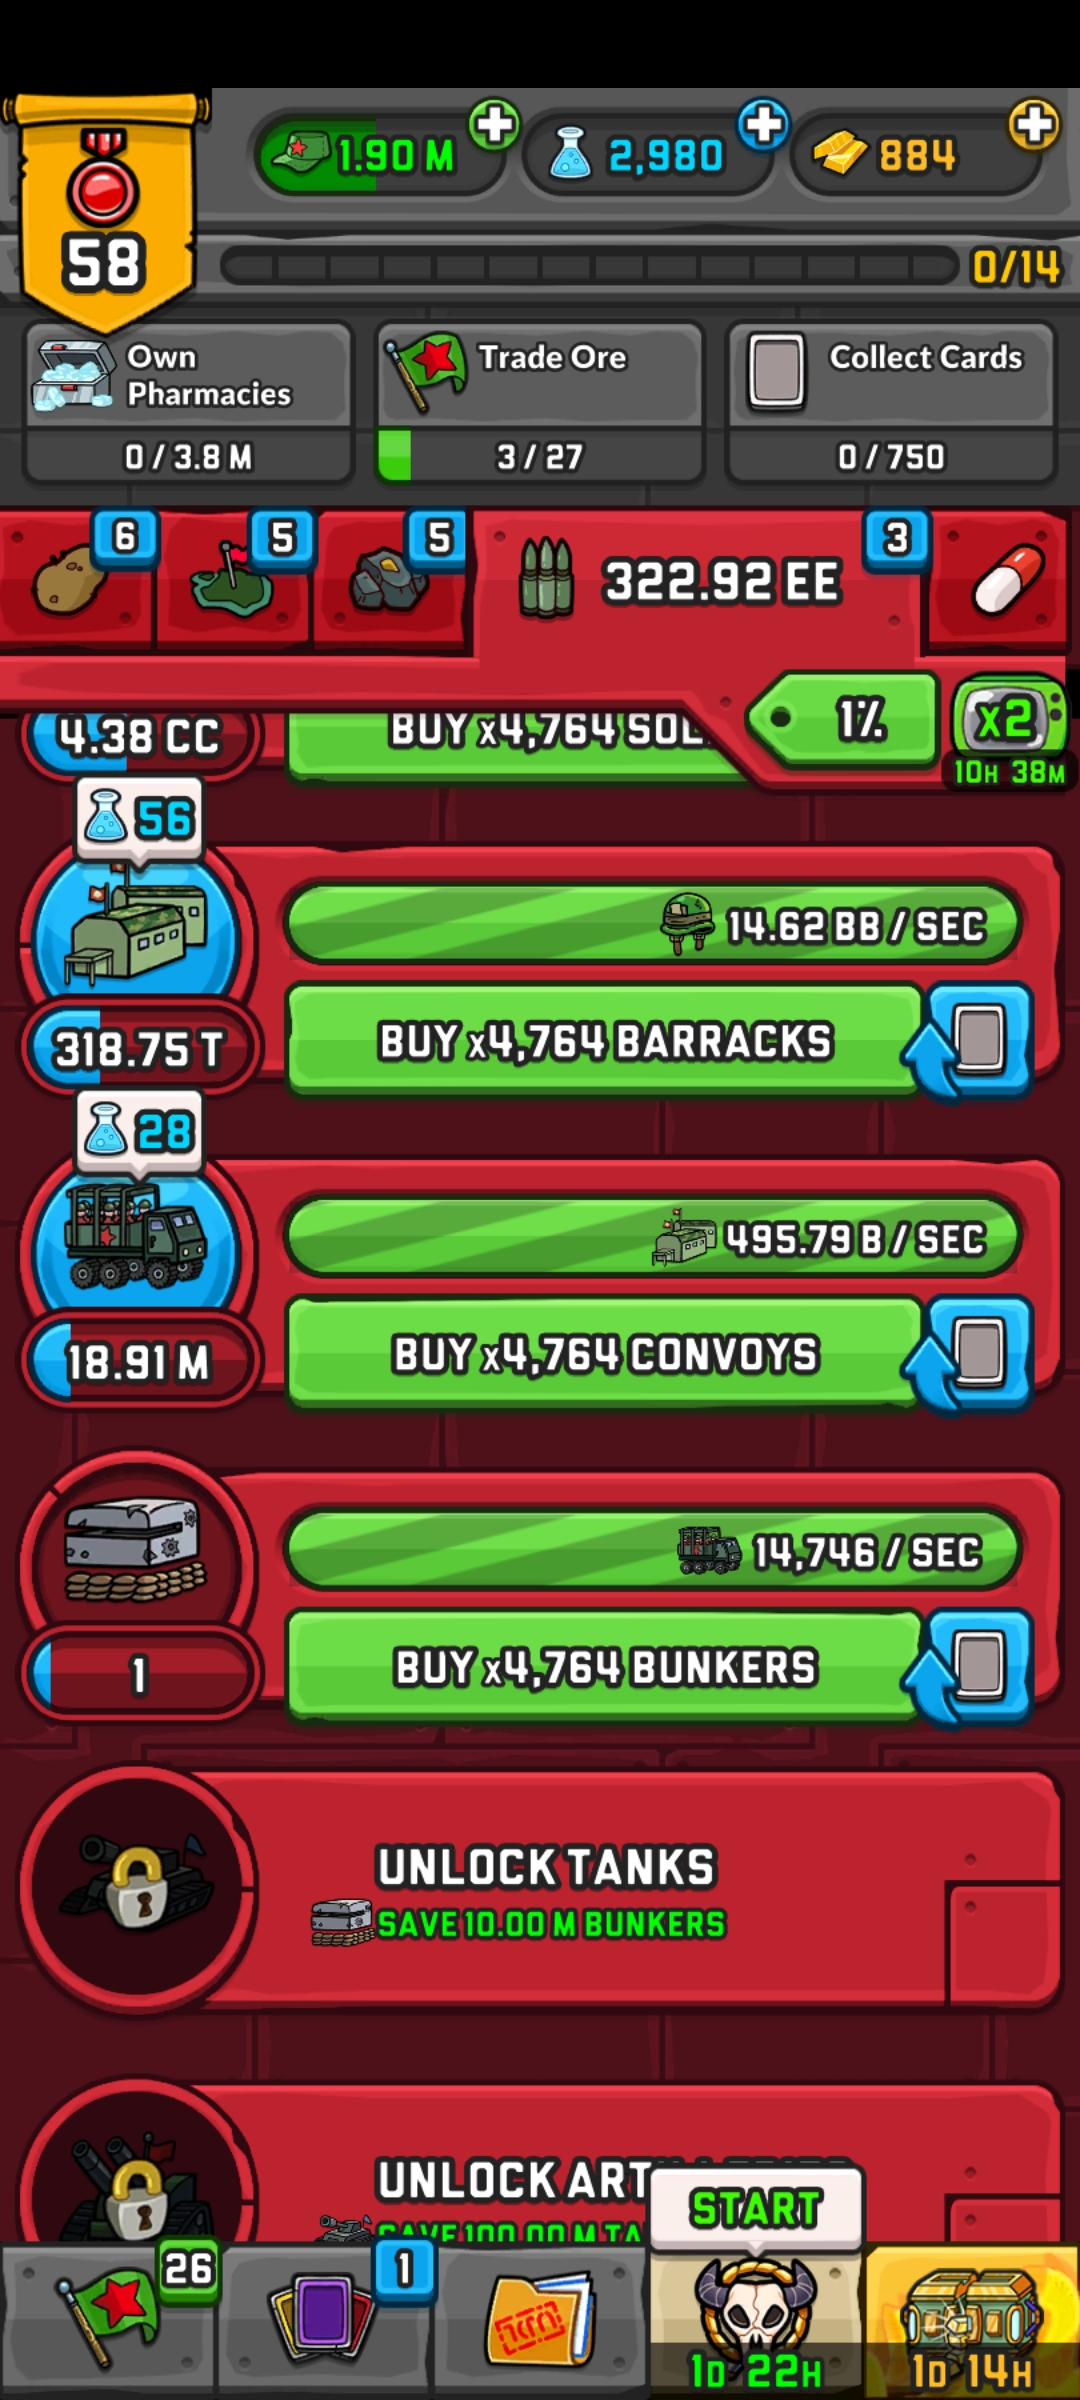 58
1.90 M
2,980
884
0/14
Own
Pharmacies
0 / 3.8 M
Trade Ore
3 / 27
Collect Cards
0 / 750
6
5
5
322.92 EE
3
1%
x2
10H 38M
4.38 CC
BUY x4,764 SOL
56
14.62 BB / SEC
318.75 T
BUY x4,764 BARRACKS
28
495.79 B / SEC
18.91 M
BUY x4,764 CONVOYS
14,746 / SEC
1
BUY x4,764 BUNKERS
UNLOCK TANKS
SAVE 10.00 M BUNKERS
UNLOCK ART
SAVE 100.00 M TA
START
26
1
1D 22H
1D 14H